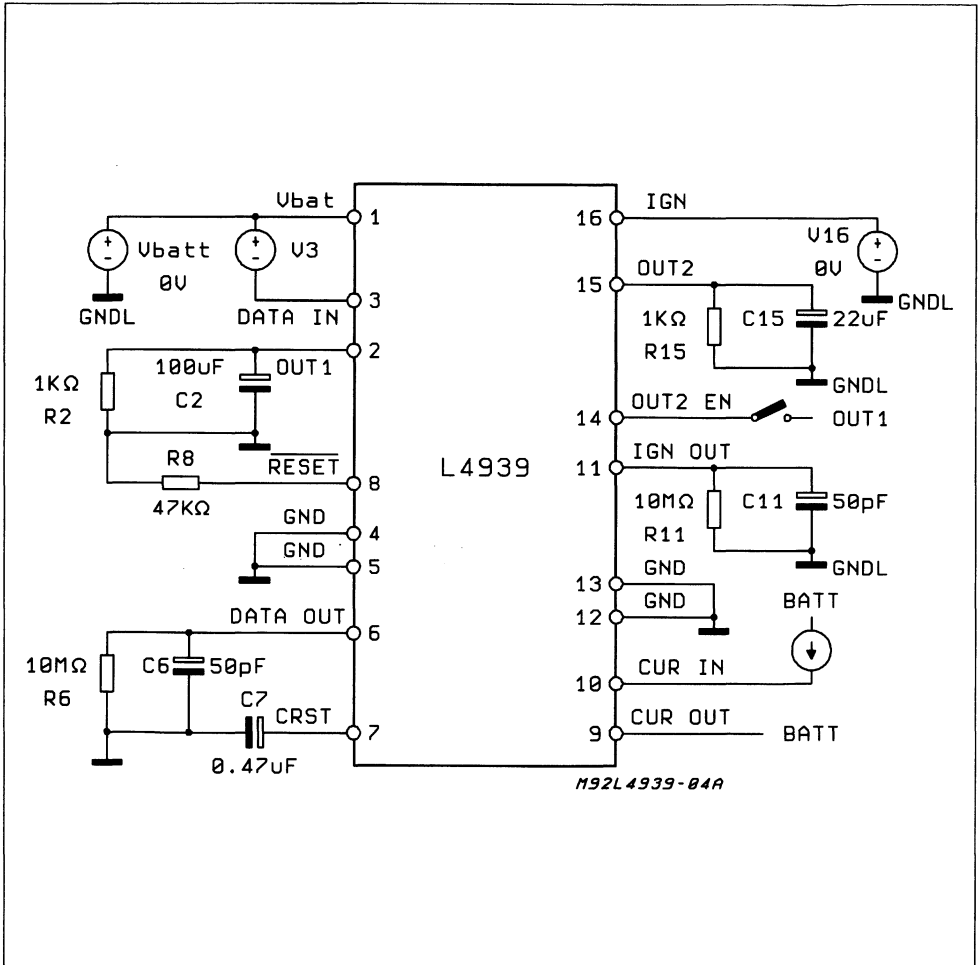 Vbat
1
Vbatt
0V
V3
GNDL
3
DATA IN
2
100uF
OUT1
C2
1KΩ
R2
R8
RESET
8
47KΩ
GND
4
GND
5
DATA OUT
6
10MΩ
R6
C6
50pF
C7
CRST
7
0.47uF
L4939
IGN
16
V16
0V
GNDL
OUT2
15
1KΩ
R15
C15
22uF
GNDL
OUT2 EN
14
OUT1
IGN OUT
11
10MΩ
R11
C11
50pF
GNDL
GND
13
GND
12
BATT
CUR IN
10
CUR OUT
9
BATT
M92L4939-04A